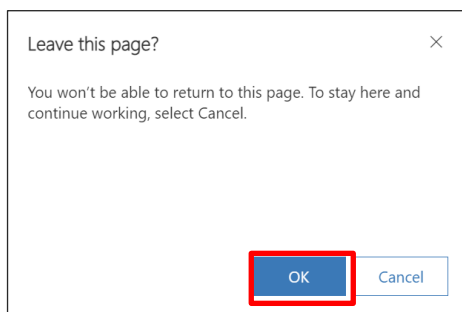 Leave this page?
You won't be able to return to this page. To stay here and
continue working, select Cancel.
OK Cancel